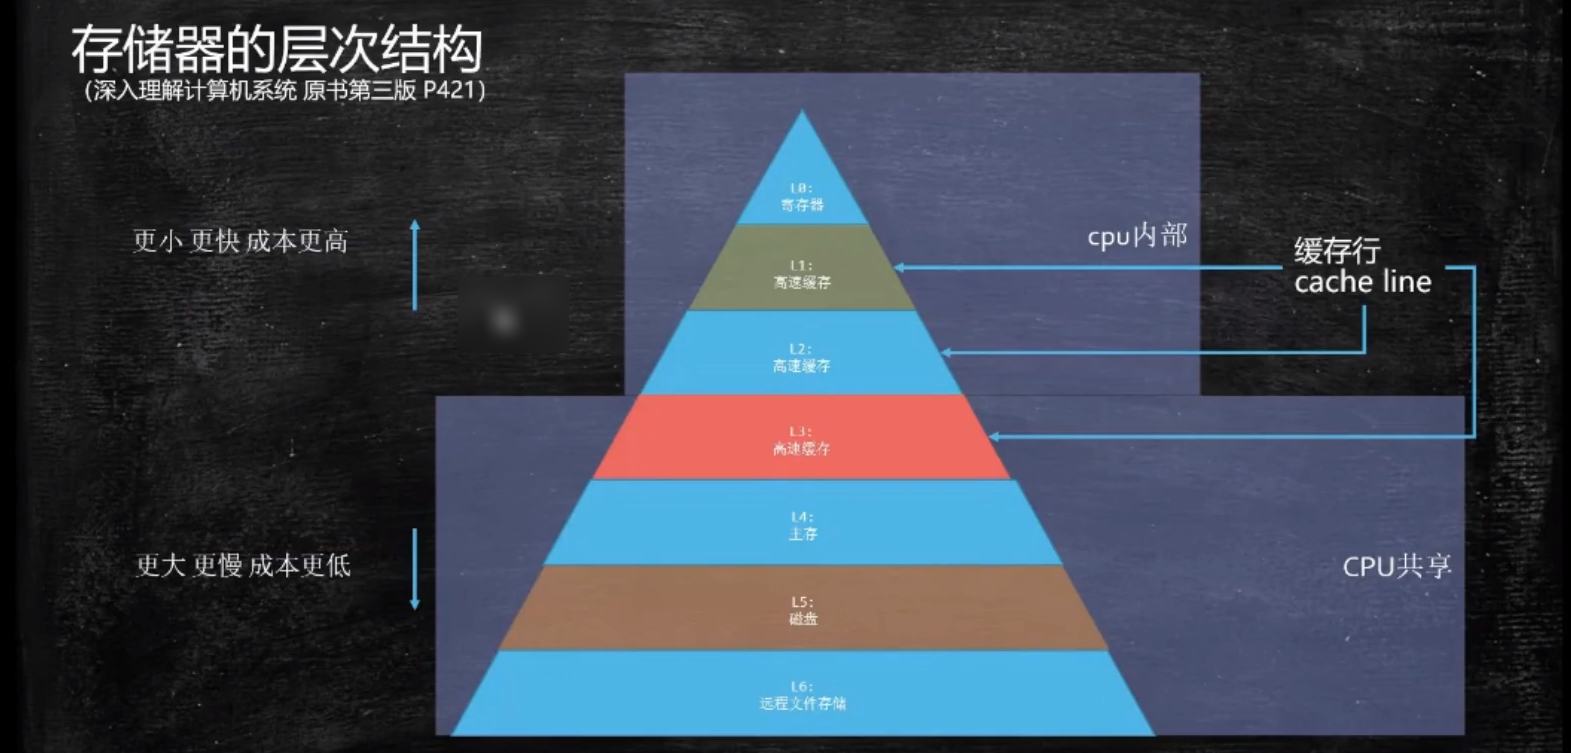 存储器的层次结构
(深入理解计算机系统 原书第三版 P421)
L0:
寄存器
更小 更快 成本更高
cpu内部
缓存行
cache line
L1:
高速缓存
L2:
高速缓存
L3:
高速缓存
L4:
主存
更大 更慢 成本更低
CPU共享
L5:
磁盘
L6:
远程文件存储